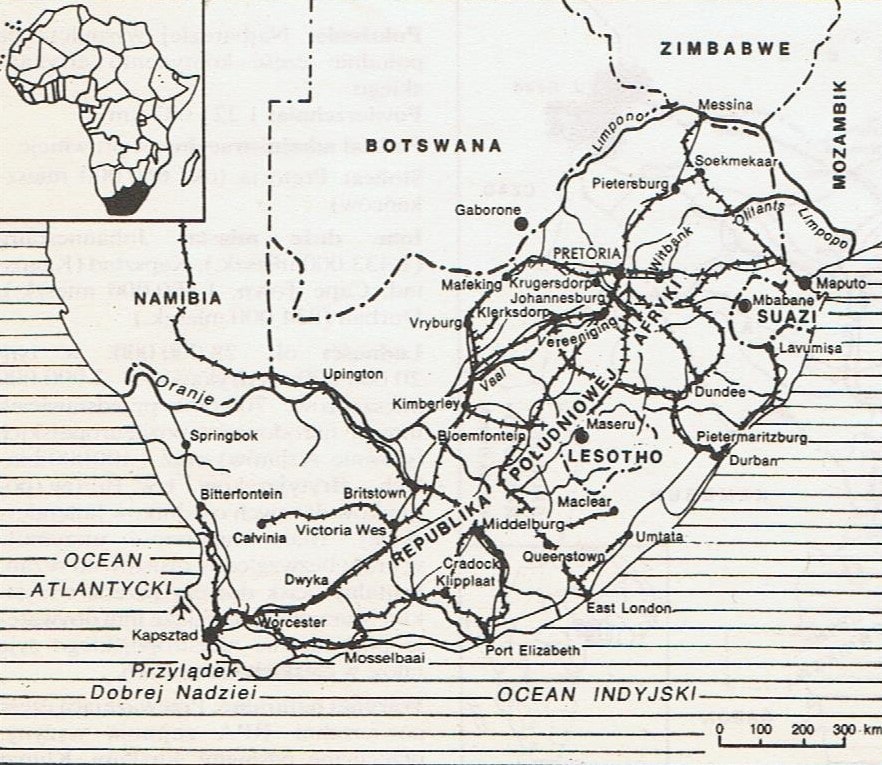 ZIMBABWE
MOZAMBIK
BOTSWANA
Limpono
Messina
Soekmekaar
Pietersburg
Olifants
Limpopo
Gaborone
PRETORIA
Witbank
Mafeking
Krugersdorp
Johannesburg
Maputo
NAMIBIA
Klerksdorp
Mbabane
SUAZI
Vryburg
Vereeniging
Lavumisa
Oranje
Upington
Vaal
Dundee
Kimberley
Maseru
Springbok
Bloemfontein
Pietermaritzburg
LESOTHO
Durban
Bitterfontein
Britstown
Maclear
Calvinia
Victoria Wes
Middelburg
REPUBLIKA POŁUDNIOWEJ AFRYKI
Umtata
Queenstown
OCEAN
ATLANTYCKI
Cradock
Dwyka
Klipplaat
East London
Kapsztad
Worcester
Mosselbaai
Port Elizabeth
Przylądek
Dobrej Nadziei
OCEAN INDYJSKI
0 100 200 300 km